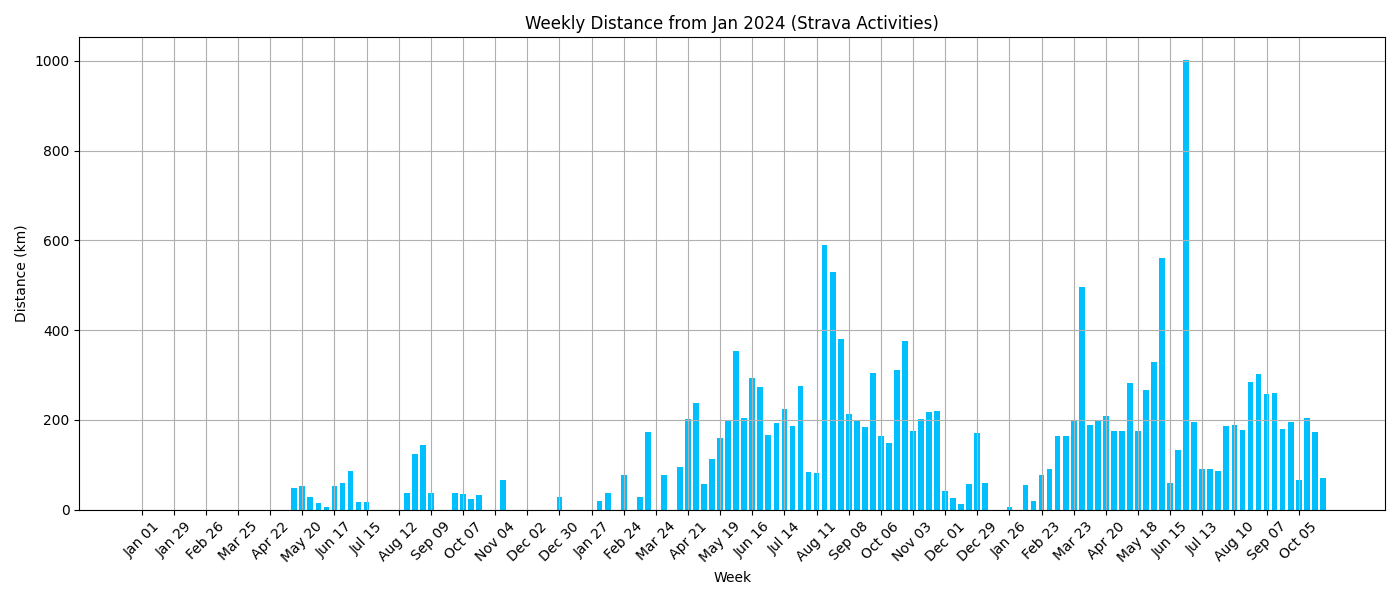 Weekly Distance from Jan 2024 (Strava Activities)
Distance (km)
1000
800
600
400
200
0
Jan 01
Jan 29
Feb 26
Mar 25
Apr 22
May 20
Jun 17
Jul 15
Aug 12
Sep 09
Oct 07
Nov 04
Dec 02
Dec 30
Jan 27
Feb 24
Mar 24
Apr 21
May 19
Jun 16
Jul 14
Aug 11
Sep 08
Oct 06
Nov 03
Dec 01
Dec 29
Jan 26
Feb 23
Mar 23
Apr 20
May 18
Jun 15
Jul 13
Aug 10
Sep 07
Oct 05
Week